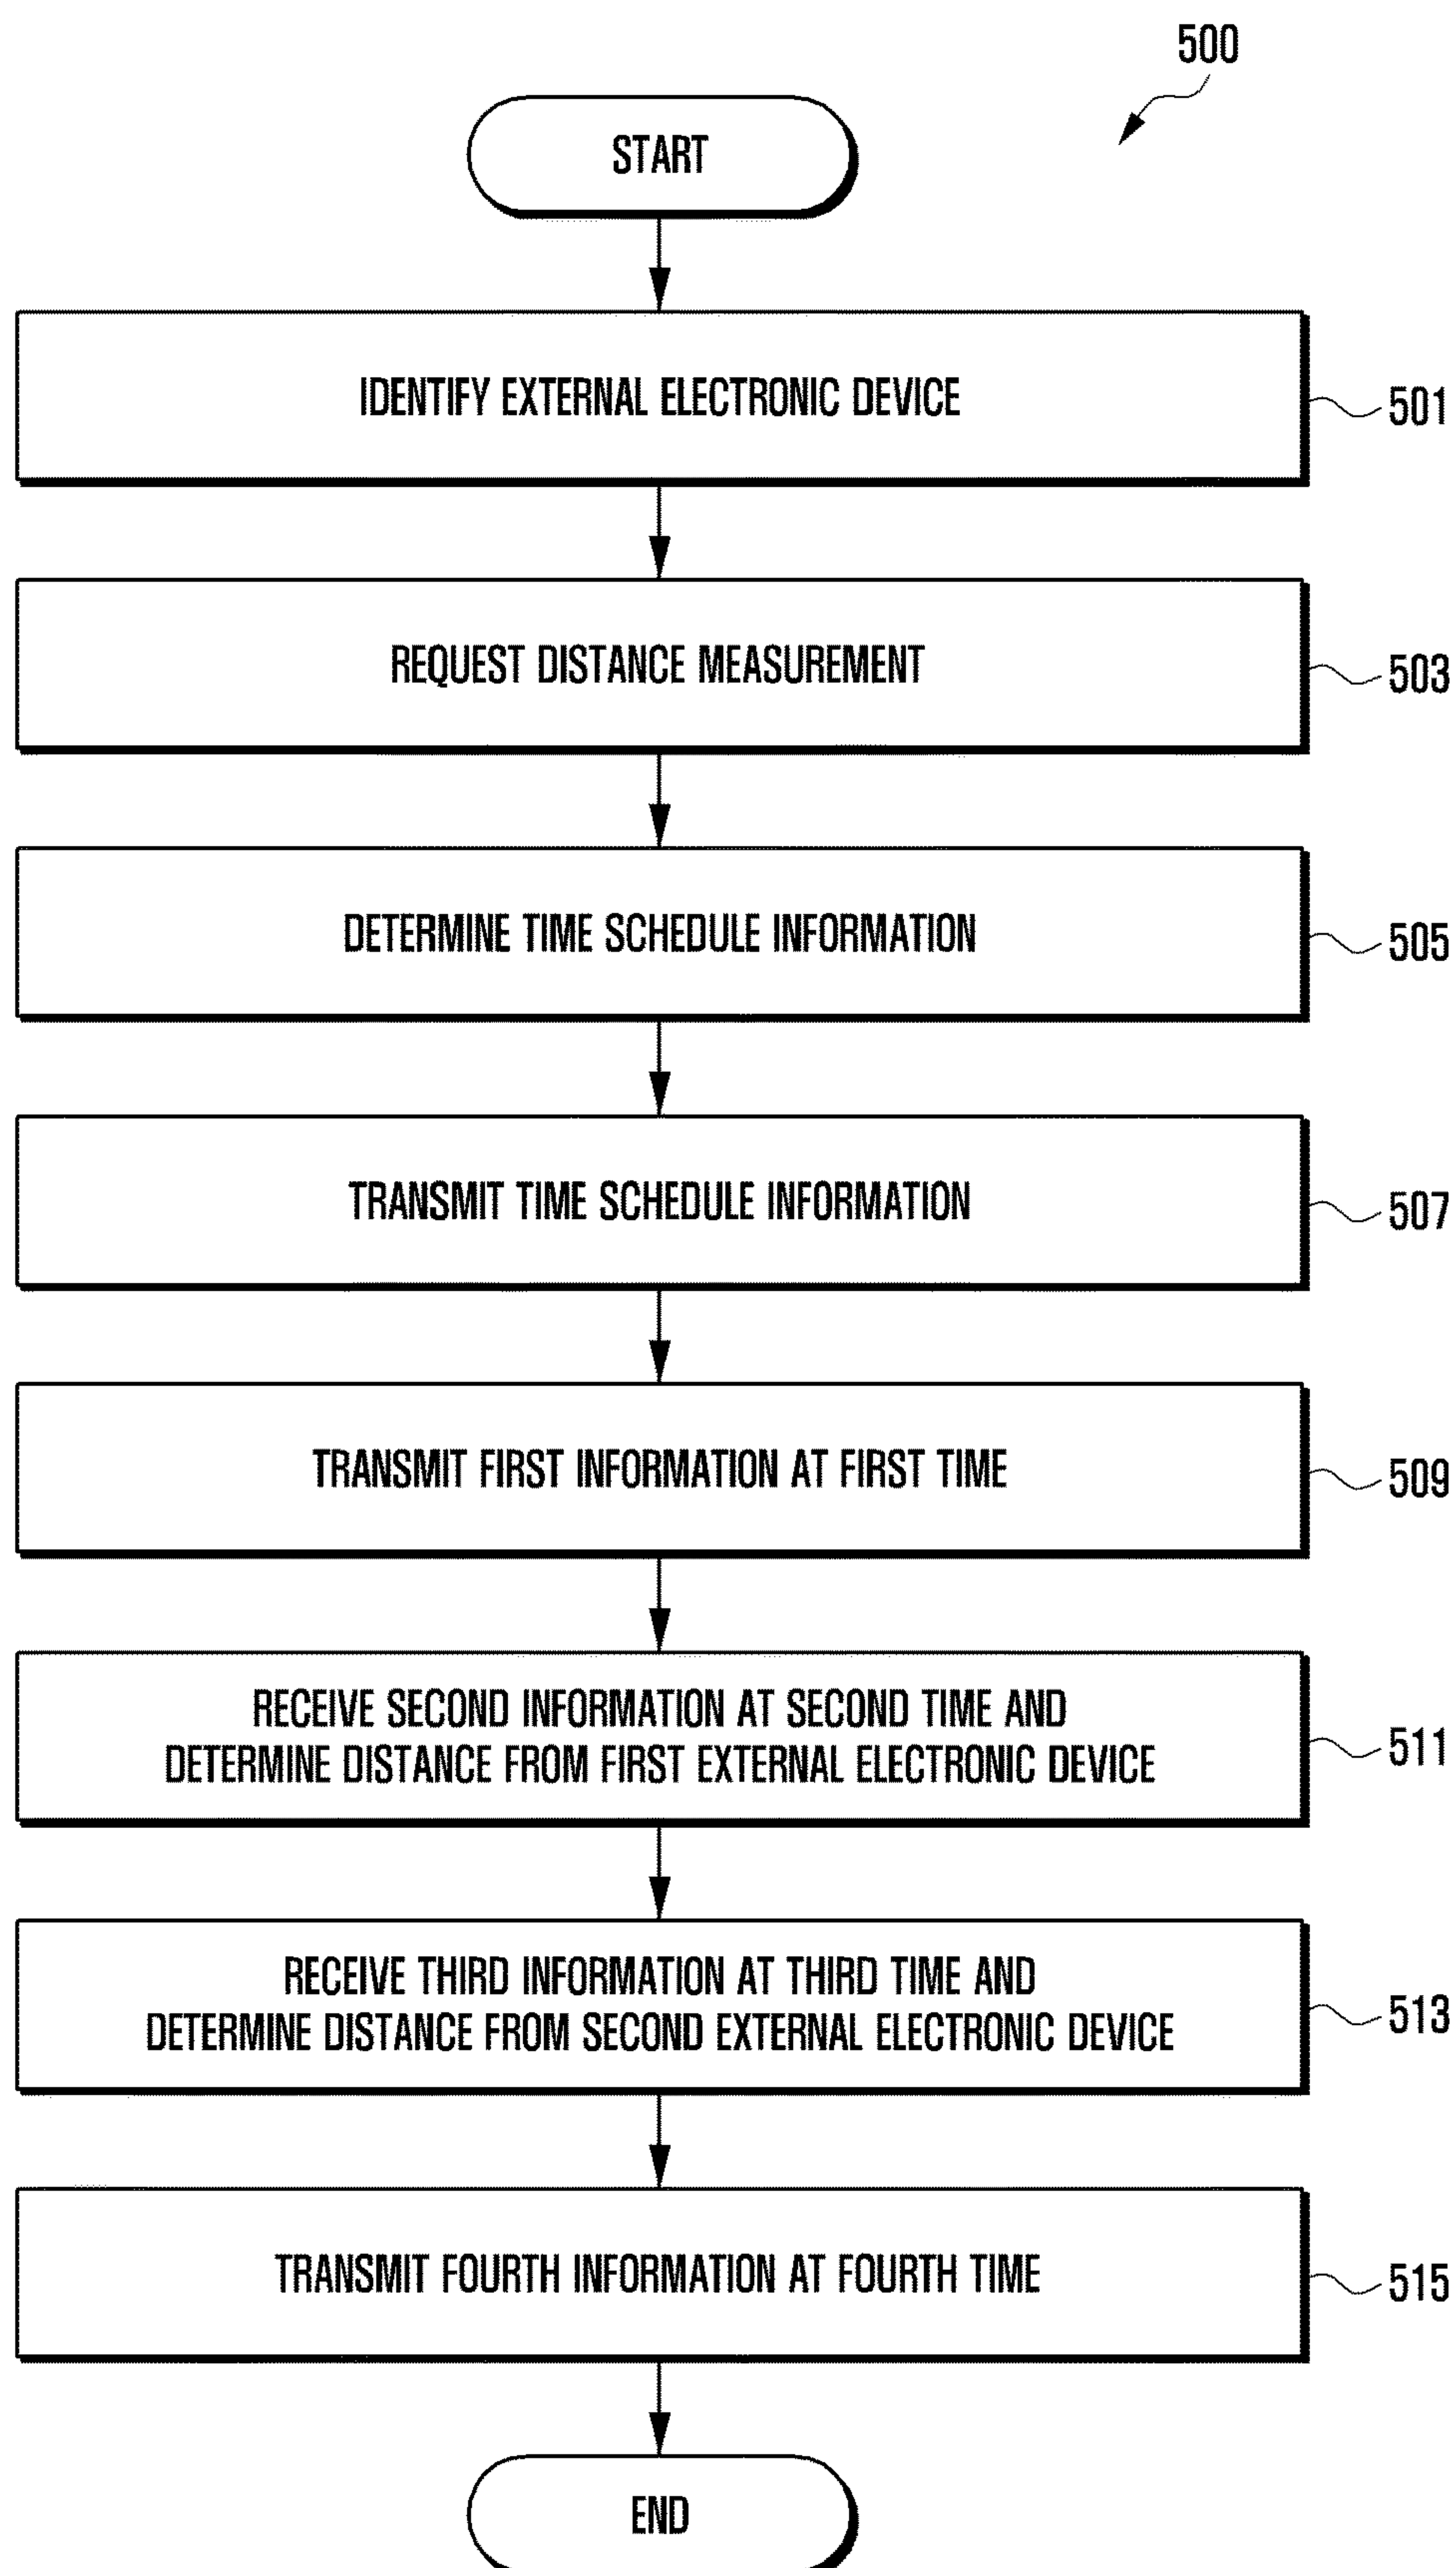 500
START
IDENTIFY EXTERNAL ELECTRONIC DEVICE
501
REQUEST DISTANCE MEASUREMENT
503
DETERMINE TIME SCHEDULE INFORMATION
505
TRANSMIT TIME SCHEDULE INFORMATION
507
TRANSMIT FIRST INFORMATION AT FIRST TIME
509
RECEIVE SECOND INFORMATION AT SECOND TIME AND
DETERMINE DISTANCE FROM FIRST EXTERNAL ELECTRONIC DEVICE
511
RECEIVE THIRD INFORMATION AT THIRD TIME AND
DETERMINE DISTANCE FROM SECOND EXTERNAL ELECTRONIC DEVICE
513
TRANSMIT FOURTH INFORMATION AT FOURTH TIME
515
END